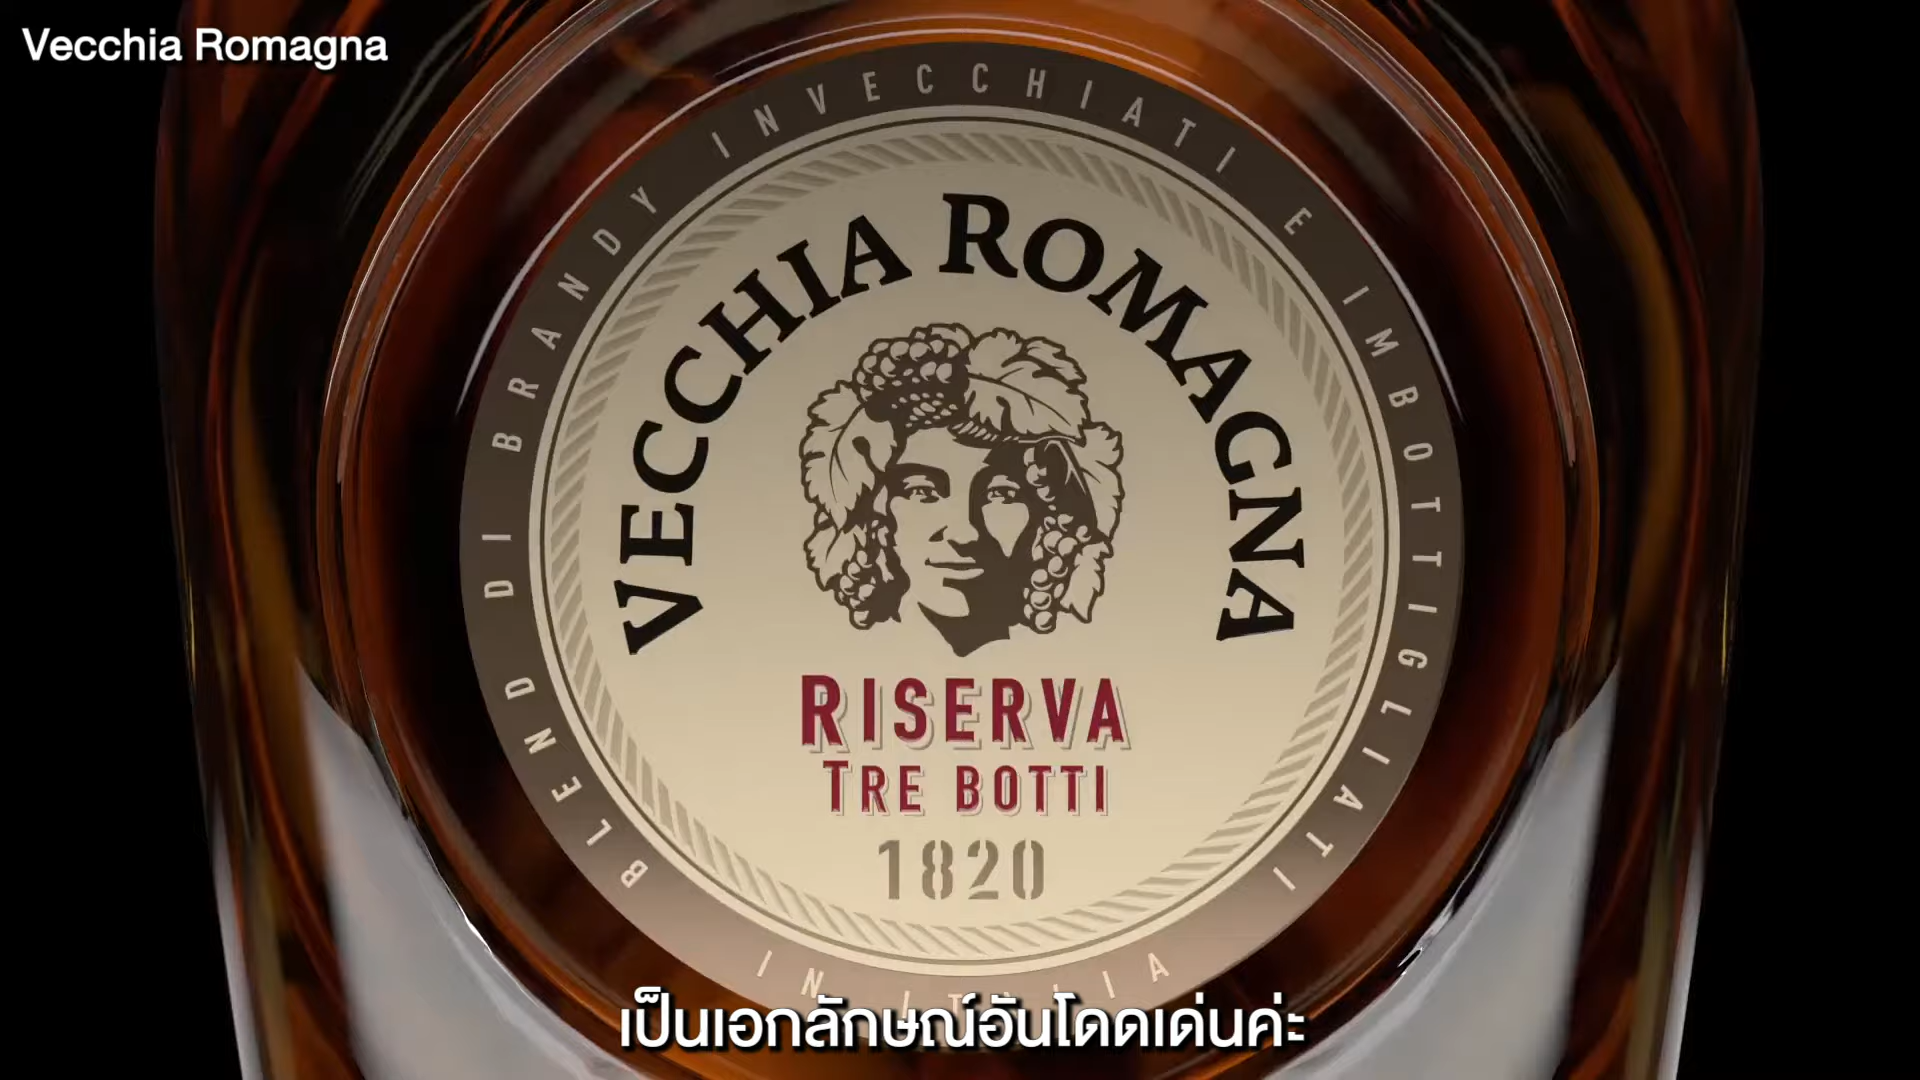 Vecchia Romagna
BLEND DI BRANDY INVECCHIATI E IMBOTTIGLIATI IN ITALIA
VECCHIA ROMAGNA
RISERVA
TRE BOTTI
1820
เป็นเอกลักษณ์อันโดดเด่นค่ะ